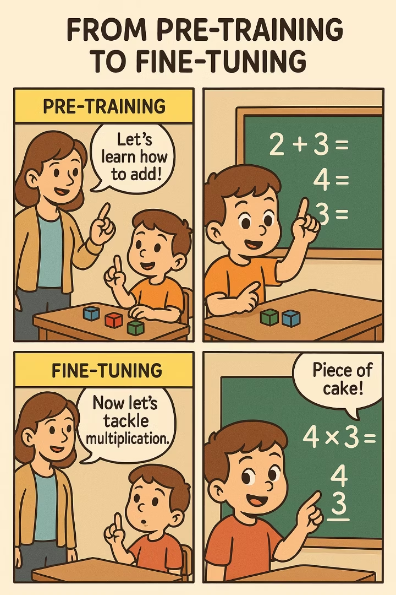 FROM PRE-TRAINING
TO FINE-TUNING
PRE-TRAINING
Let's
learn how
to add!
2 + 3 =
4 =
3 =
FINE-TUNING
Now let's
tackle
multiplication.
Piece of
cake!
4 × 3 =
4
3